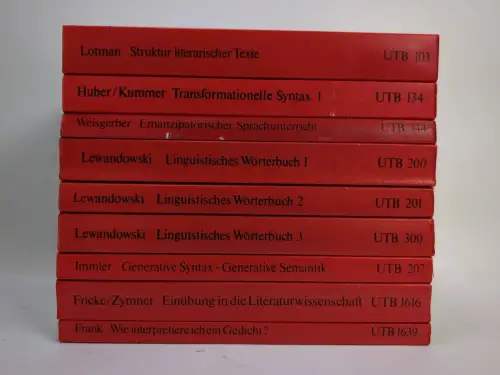 Lotman Struktur literarischer Texte UTB 103
Huber/Kummer Transformationelle Syntax 1 UTB 134
Weisgerber Emanzipatorischer Sprachunterricht UTB 344
Lewandowski Linguistisches Wörterbuch 1 UTB 200
Lewandowski Linguistisches Wörterbuch 2 UTB 201
Lewandowski Linguistisches Wörterbuch 3 UTB 300
Immler Generative Syntax - Generative Semantik UTB 207
Fricke/Zymner Einübung in die Literaturwissenschaft UTB 1616
Frank Wie interpretiere ich ein Gedicht? UTB 1639